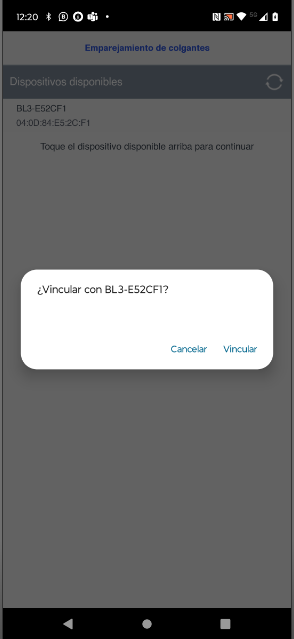 12:20
Emparejamiento de colgantes
Dispositivos disponibles
BL3-E52CF1
04:0D:84:E5:2C:F1
Toque el dispositivo disponible arriba para continuar
¿Vincular con BL3-E52CF1?
Cancelar Vincular